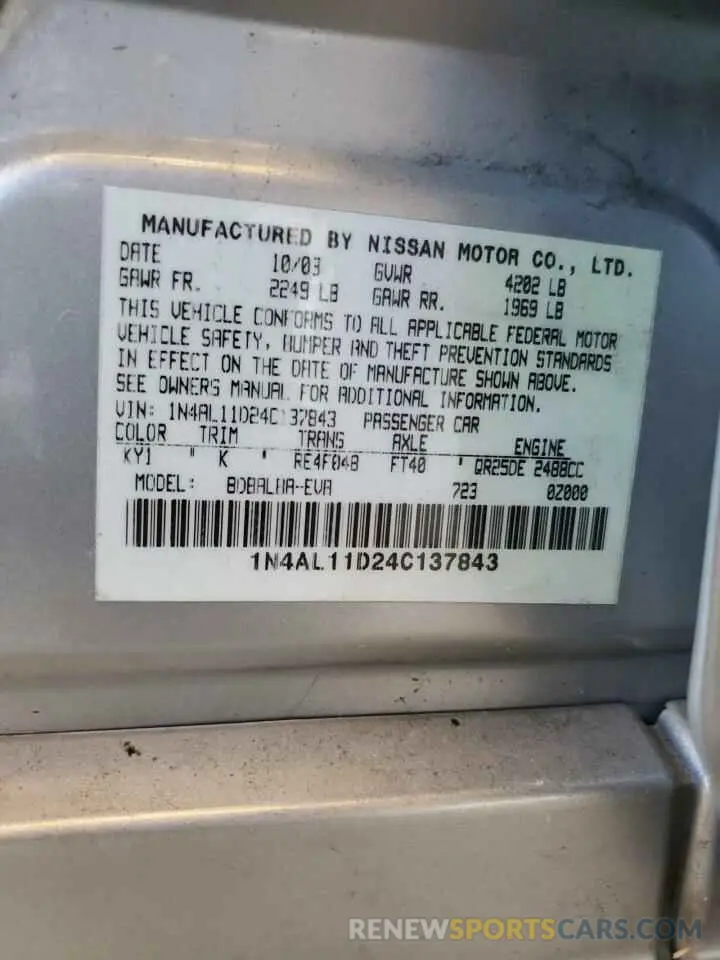 MANUFACTURED BY NISSAN MOTOR CO., LTD.
DATE 10/03 GVWR 4202 LB
GAWR FR. 2249 LB GAWR RR. 1969 LB
THIS VEHICLE CONFORMS TO ALL APPLICABLE FEDERAL MOTOR
VEHICLE SAFETY, BUMPER AND THEFT PREVENTION STANDARDS
IN EFFECT ON THE DATE OF MANUFACTURE SHOWN ABOVE.
SEE OWNERS MANUAL FOR ADDITIONAL INFORMATION.
VIN: 1N4AL11D24C137843 PASSENGER CAR
COLOR TRIM TRANS AXLE ENGINE
KY1 " K ' RE4F04B FT40 ' QR25DE 2488CC
MODEL: 723 0Z000
1N4AL11D24C137843
RENEWSPORTSCARS.COM